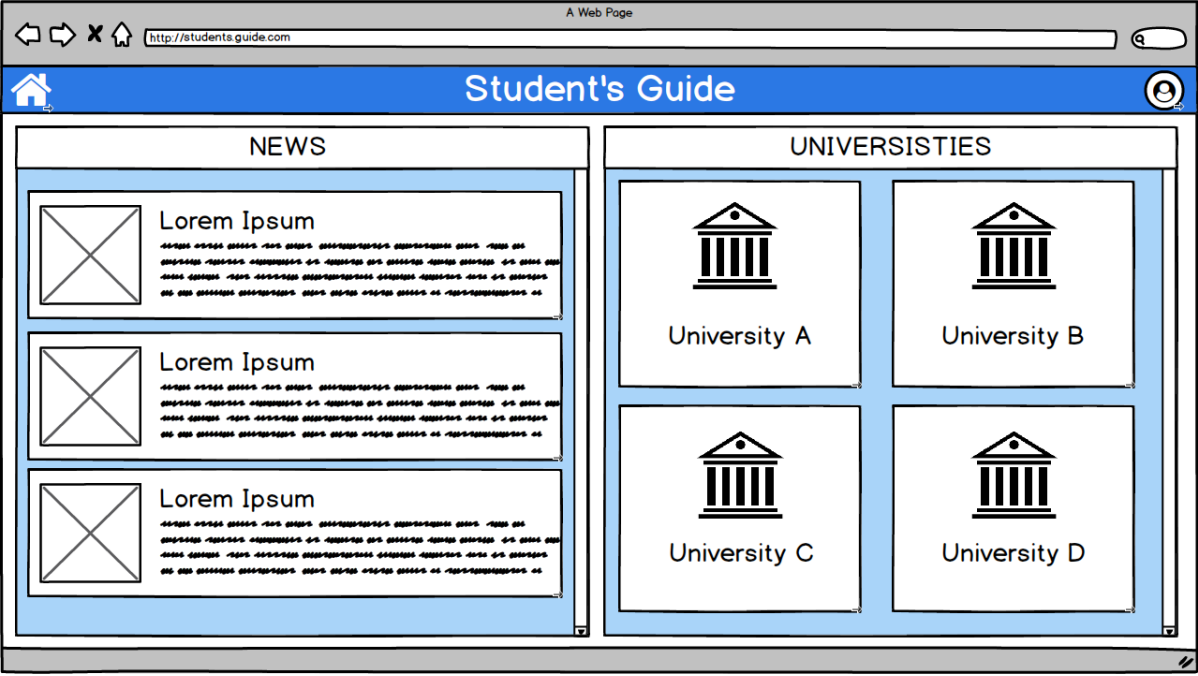 A Web Page
http://students.guide.com
Student's Guide
NEWS
Lorem Ipsum
Lorem Ipsum
Lorem Ipsum
UNIVERSISTIES
University A
University B
University C
University D